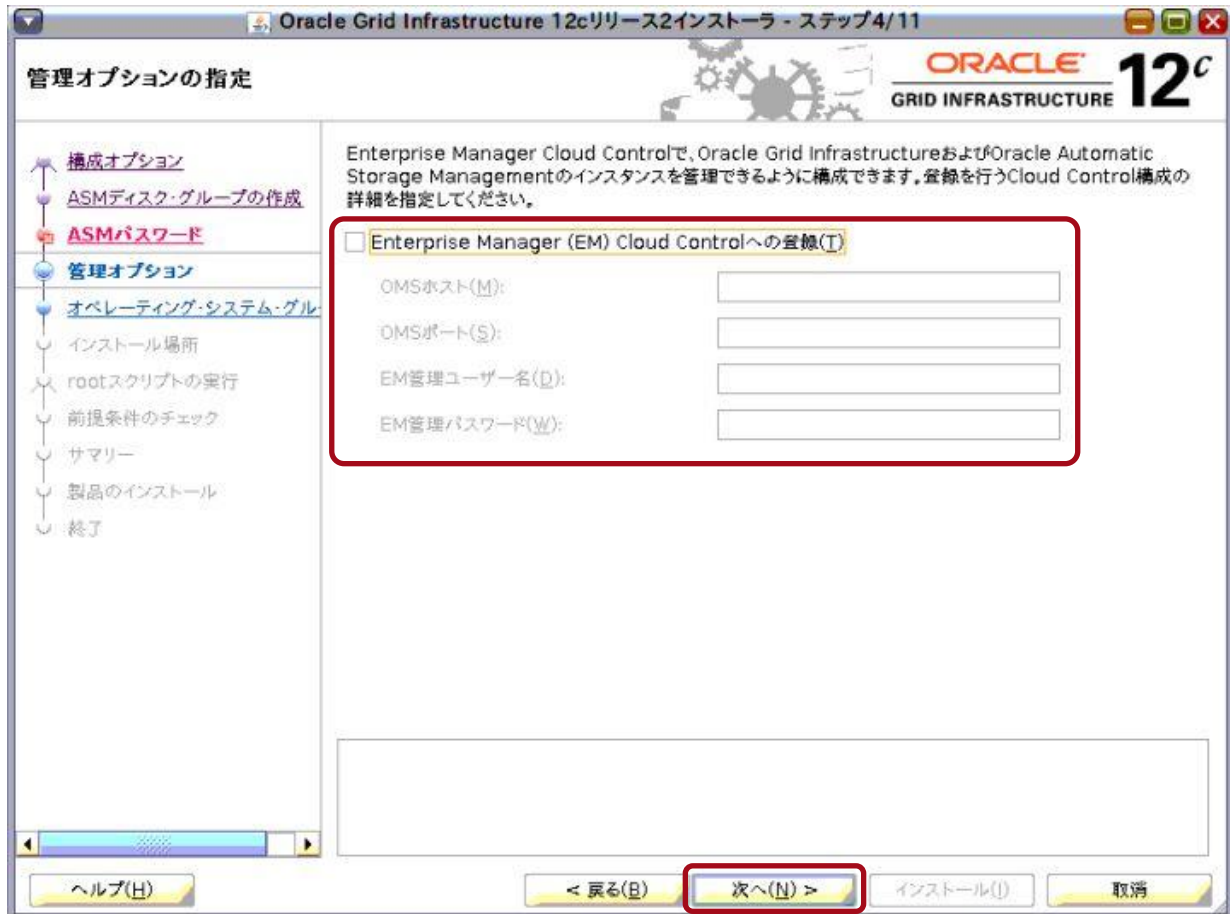 Oracle Grid Infrastructure 12cリリース2インストーラ - ステップ4/11
管理オプションの指定
ORACLE
GRID INFRASTRUCTURE
12c
構成オプション
ASMディスク・グループの作成
ASMパスワード
管理オプション
オペレーティング・システム・グル
インストール場所
rootスクリプトの実行
前提条件のチェック
サマリー
製品のインストール
終了
Enterprise Manager Cloud Controlで、Oracle Grid InfrastructureおよびOracle Automatic
Storage Managementのインスタンスを管理できるように構成できます。登録を行うCloud Control構成の
詳細を指定してください。
Enterprise Manager (EM) Cloud Controlへの登録(T)
OMSホスト(M):
OMSポート(S):
EM管理ユーザー名(D):
EM管理パスワード(W):
ヘルプ(H)
< 戻る(B)
次へ(N) >
インストール(I)
取消